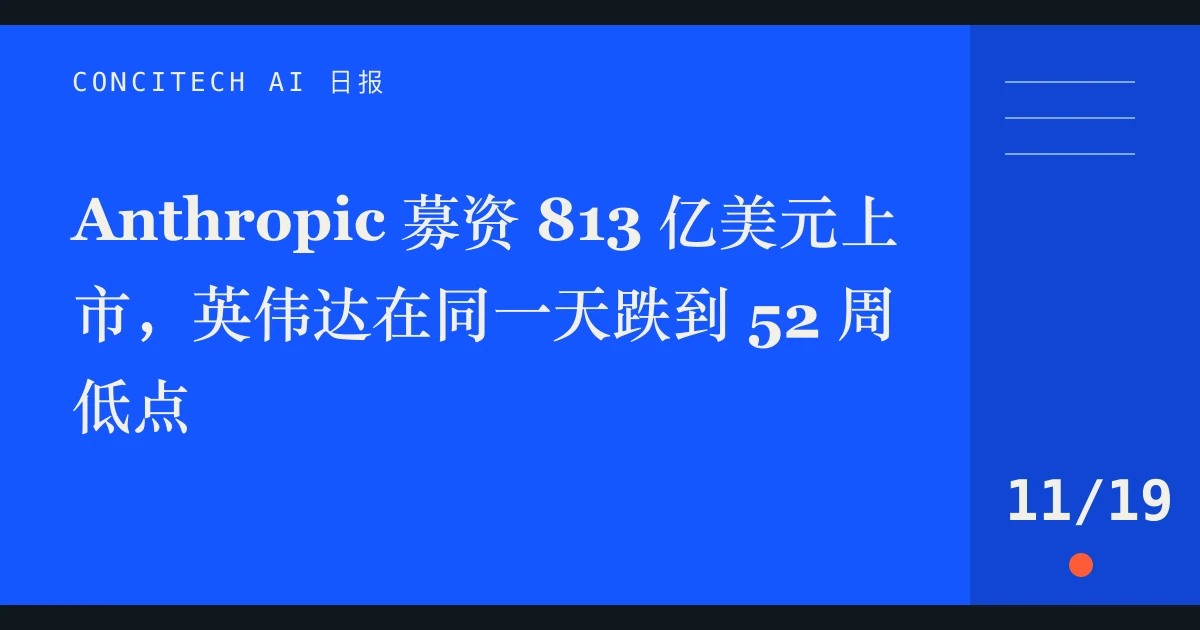 CONCITECH AI 日报
Anthropic 募资 813 亿美元上
市，英伟达在同一天跌到 52 周
低点
11/19